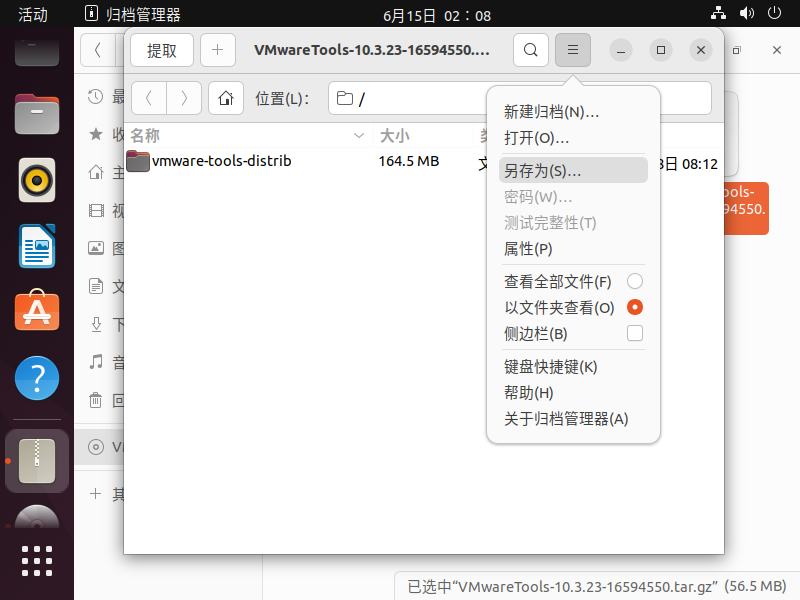 活动
归档管理器
6月15日 02：08
提取
VMwareTools-10.3.23-16594550....
位置(L)：
/
名称
大小
vmware-tools-distrib
164.5 MB
日 08:12
新建归档(N)…
打开(O)…
另存为(S)…
密码(W)…
测试完整性(T)
属性(P)
查看全部文件(F)
以文件夹查看(O)
侧边栏(B)
键盘快捷键(K)
帮助(H)
关于归档管理器(A)
最
收
主
视
图
文
下
音
回
其
ools-
94550.
已选中“VMwareTools-10.3.23-16594550.tar.gz” (56.5 MB)